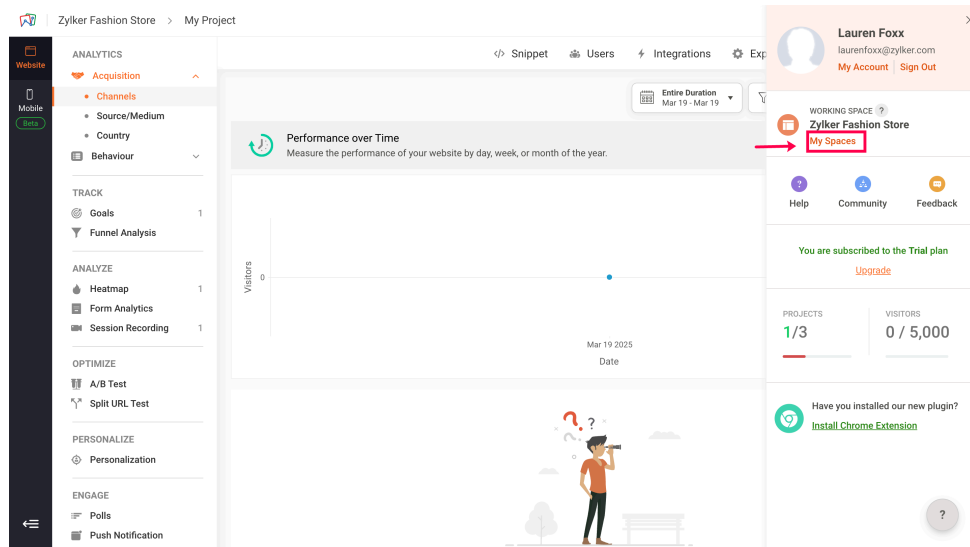 Zylker Fashion Store > My Project
Website
Mobile
Beta
ANALYTICS
Acquisition
Channels
Source/Medium
Country
Behaviour
TRACK
Goals 1
Funnel Analysis
ANALYZE
Heatmap 1
Form Analytics
Session Recording 1
OPTIMIZE
A/B Test
Split URL Test
PERSONALIZE
Personalization
ENGAGE
Polls
Push Notification
</> Snippet Users Integrations
Entire Duration
Mar 19 - Mar 19
Performance over Time
Measure the performance of your website by day, week, or month of the year.
Visitors
0
Mar 19 2025
Date
? ?
?
Lauren Foxx
laurenfoxx@zylker.com
My Account | Sign Out
WORKING SPACE ?
Zylker Fashion Store
My Spaces
?
Help Community Feedback
You are subscribed to the Trial plan
Upgrade
PROJECTS VISITORS
1/3 0 / 5,000
Have you installed our new plugin?
Install Chrome Extension
?